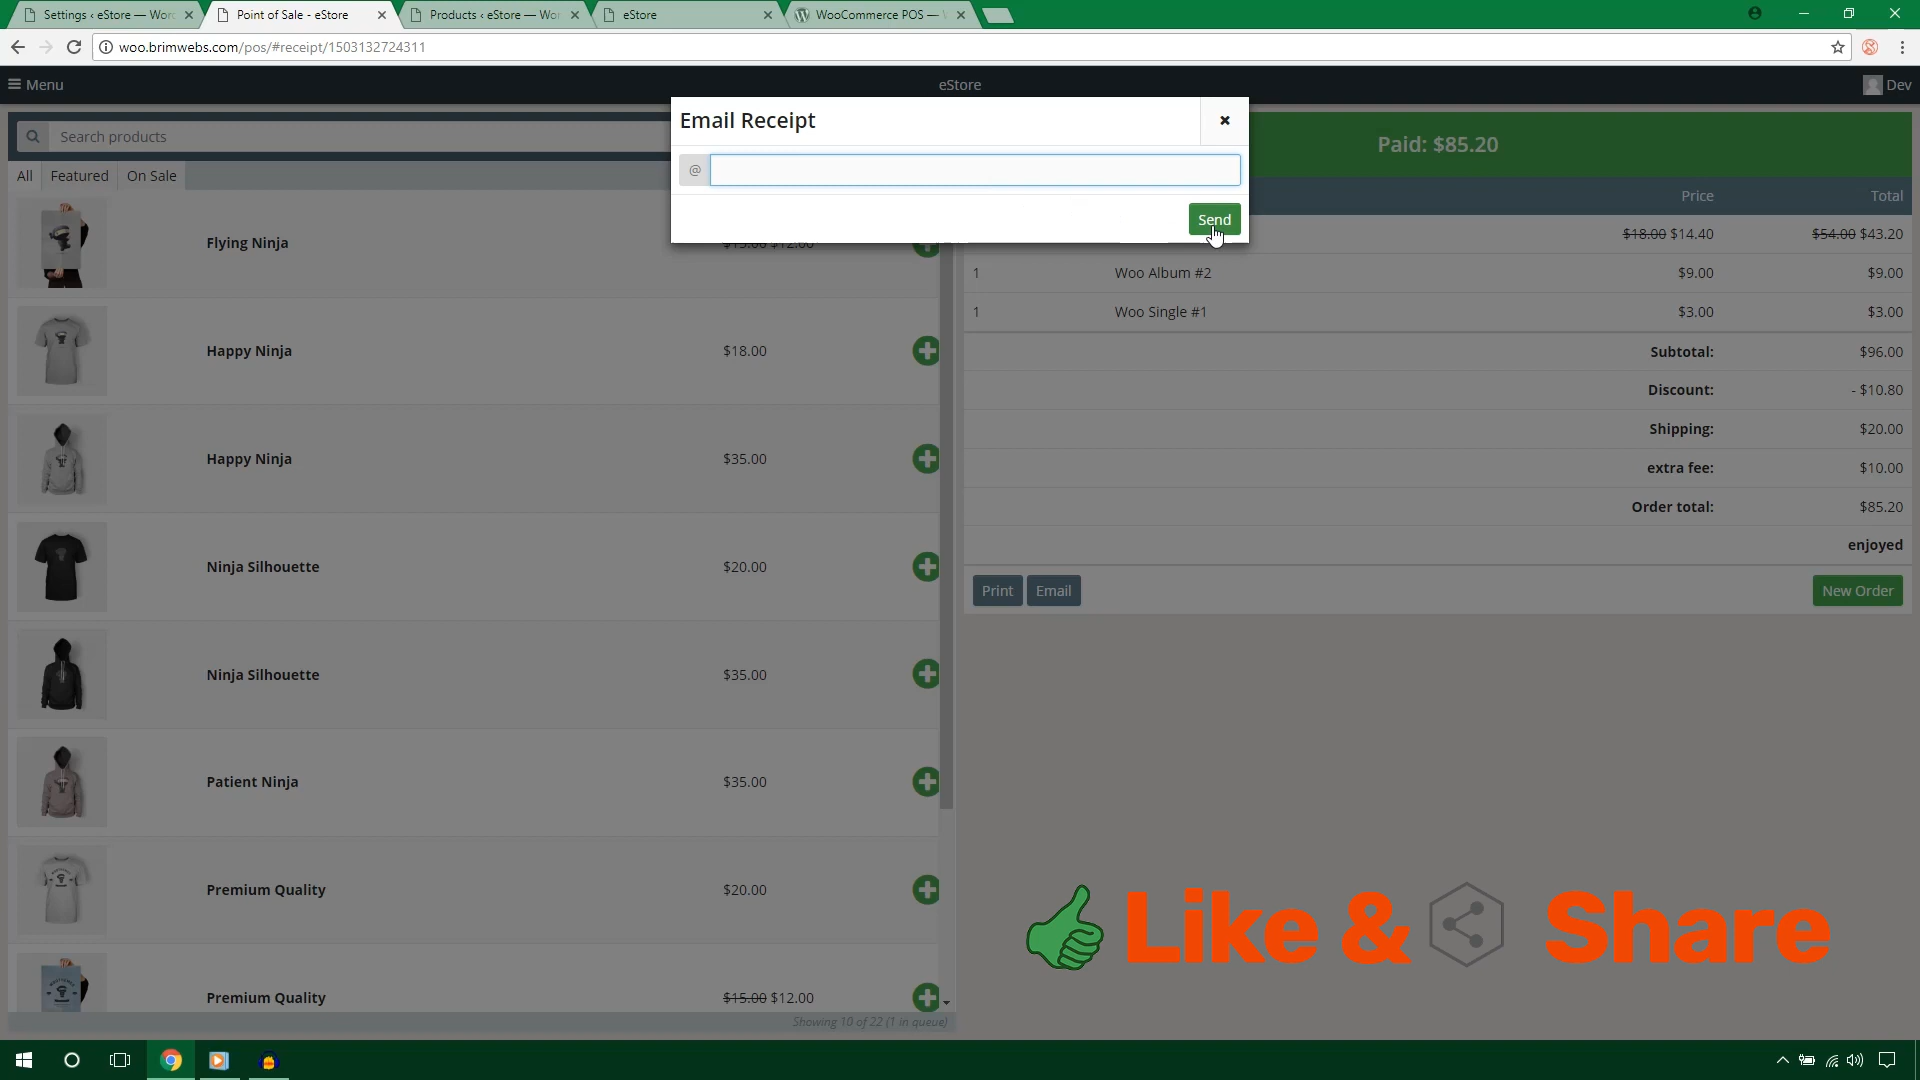 Settings ‹ eStore — Word
Point of Sale - eStore
Products ‹ eStore — Wor
eStore
WooCommerce POS —
woo.brimwebs.com/pos/#receipt/1503132724311
Menu
eStore
Dev
Email Receipt
@
Send
Search products
All
Featured
On Sale
Flying Ninja
$15.00 $12.00
Happy Ninja
$18.00
Happy Ninja
$35.00
Ninja Silhouette
$20.00
Ninja Silhouette
$35.00
Patient Ninja
$35.00
Premium Quality
$20.00
Premium Quality
$15.00 $12.00
Showing 10 of 22 (1 in queue)
Paid: $85.20
Price
Total
$18.00 $14.40
$54.00 $43.20
1
Woo Album #2
$9.00
$9.00
1
Woo Single #1
$3.00
$3.00
Subtotal:
$96.00
Discount:
- $10.80
Shipping:
$20.00
extra fee:
$10.00
Order total:
$85.20
enjoyed
Print
Email
New Order
Like & Share